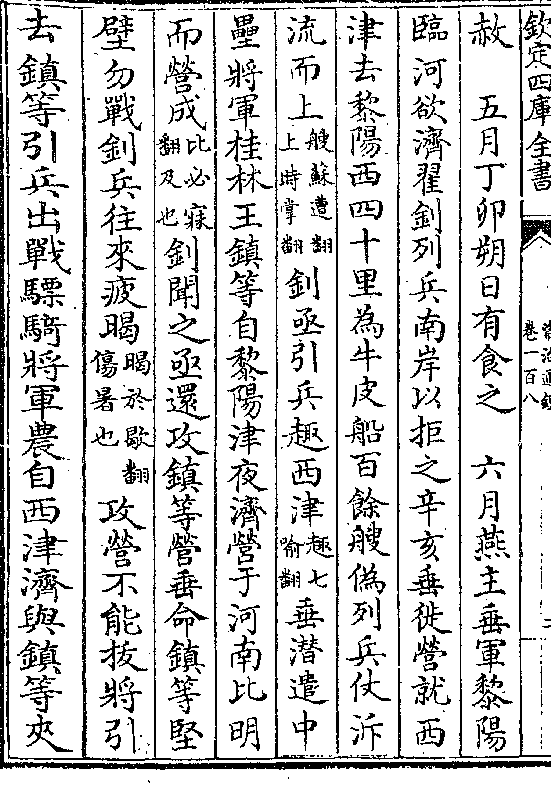 欽定四庫全書
資治通鑑
卷一百八
赦　五月丁卯朔日有食之　六月燕主垂軍黎陽
臨河欲濟翟釗列兵南岸以拒之辛亥垂徙營就西
津去黎陽西四十里為牛皮船百餘艘偽列兵仗泝
流而上艘蘇遭翻上時掌翻釗亟引兵趣西津趣七喻翻垂潜遣中
壘將軍桂林王鎮等自黎陽津夜濟營于河南比明
而營成比必寐翻及也釗聞之亟還攻鎮等營垂命鎮等堅
壁勿戰釗兵往來疲暍暍於歇翻傷暑也攻營不能拔將引
去鎮等引兵出戰驃騎將軍農自西津濟與鎮等夾